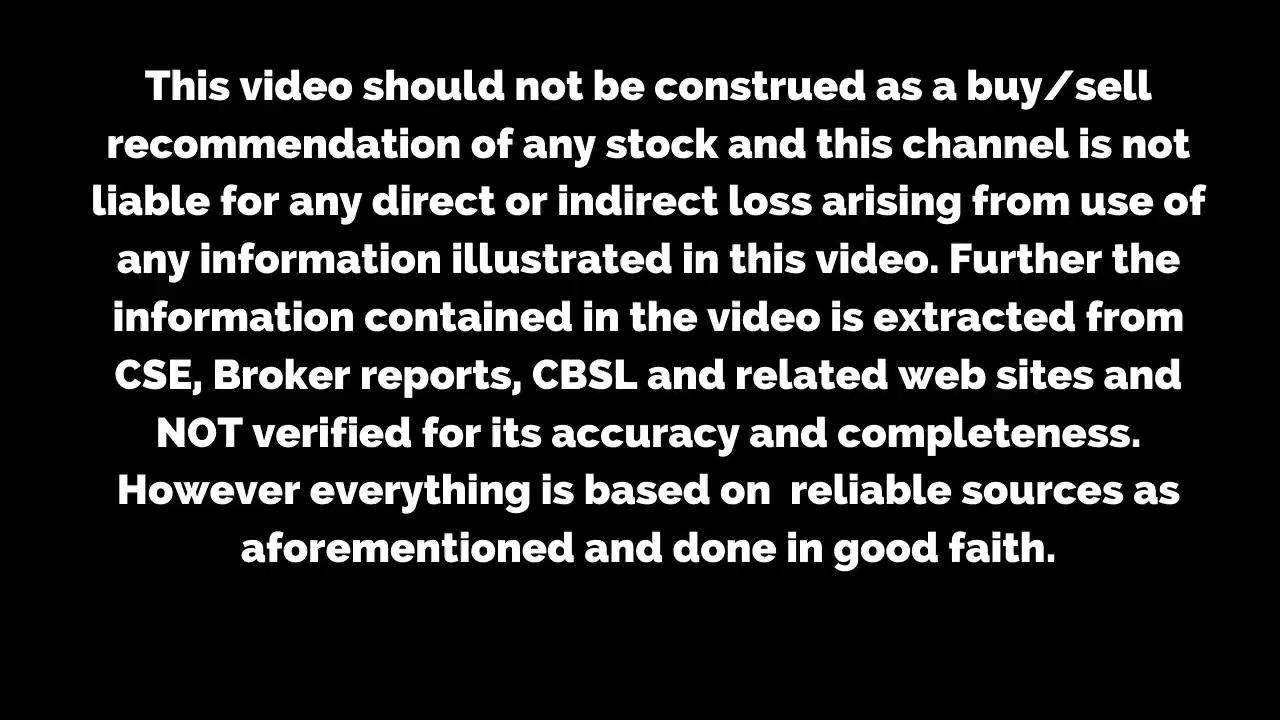 This video should not be construed as a buy/sell
recommendation of any stock and this channel is not
liable for any direct or indirect loss arising from use of
any information illustrated in this video. Further the
information contained in the video is extracted from
CSE, Broker reports, CBSL and related web sites and
NOT verified for its accuracy and completeness.
However everything is based on  reliable sources as
aforementioned and done in good faith.